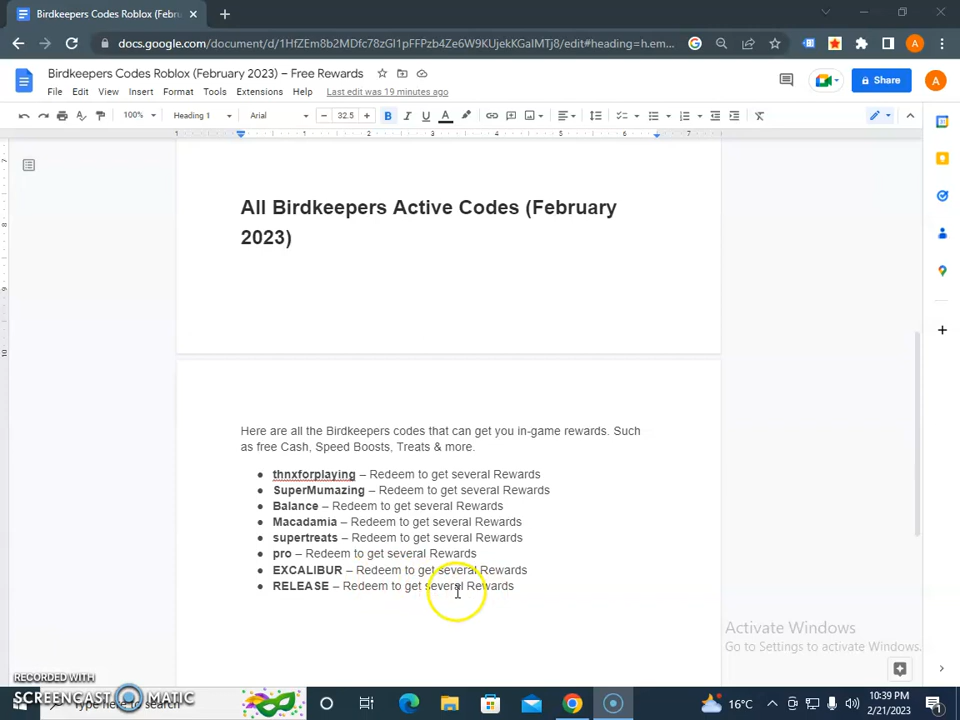 Birdkeepers Codes Roblox (Febru
docs.google.com/document/d/1HfZEm8b2MDfc78zGI1pFFPzb4Ze6W9KUjekKGaIMTj8/edit#heading=h.em...
Birdkeepers Codes Roblox (February 2023) – Free Rewards
File Edit View Insert Format Tools Extensions Help Last edit was 19 minutes ago
Share
A
100% Heading 1 Arial 32.5
All Birdkeepers Active Codes (February
2023)
Here are all the Birdkeepers codes that can get you in-game rewards. Such
as free Cash, Speed Boosts, Treats & more.
thnxforplaying – Redeem to get several Rewards
SuperMumazing – Redeem to get several Rewards
Balance – Redeem to get several Rewards
Macadamia – Redeem to get several Rewards
supertreats – Redeem to get several Rewards
pro – Redeem to get several Rewards
EXCALIBUR – Redeem to get several Rewards
RELEASE – Redeem to get several Rewards
Activate Windows
Go to Settings to activate Windows.
RECORDED WITH
SCREENCAST MATIC
Type here to search
16°C
10:39 PM
2/21/2023